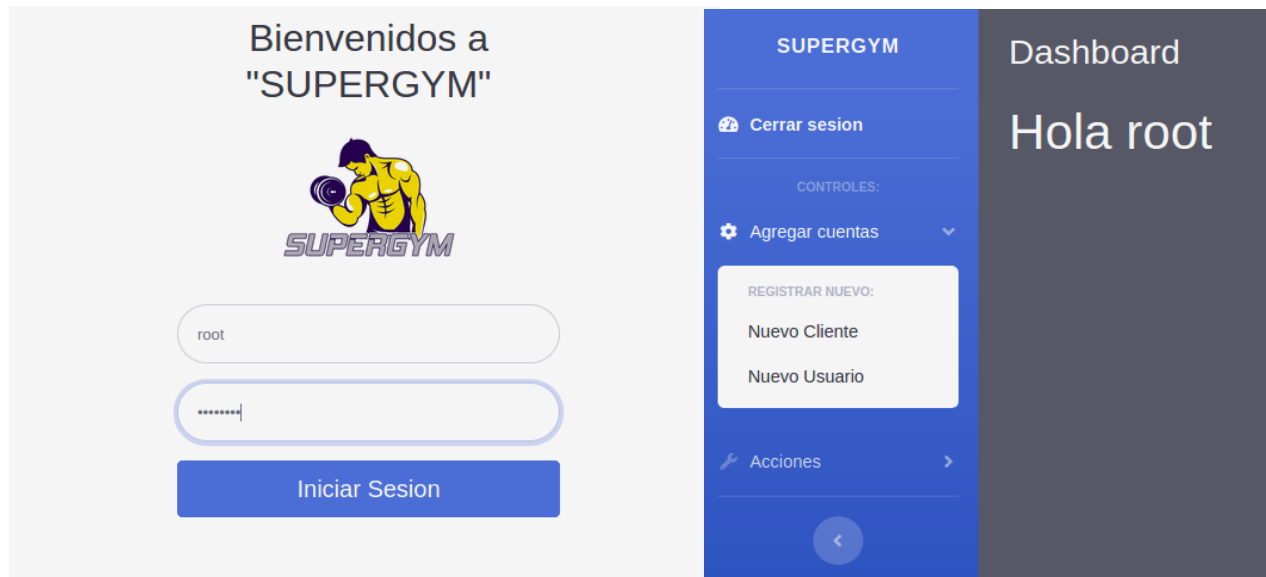 Bienvenidos a
"SUPERGYM"
SUPERGYM
root
••••••••
Iniciar Sesion
SUPERGYM
Cerrar sesion
CONTROLES:
Agregar cuentas
REGISTRAR NUEVO:
Nuevo Cliente
Nuevo Usuario
Acciones
Dashboard
Hola root